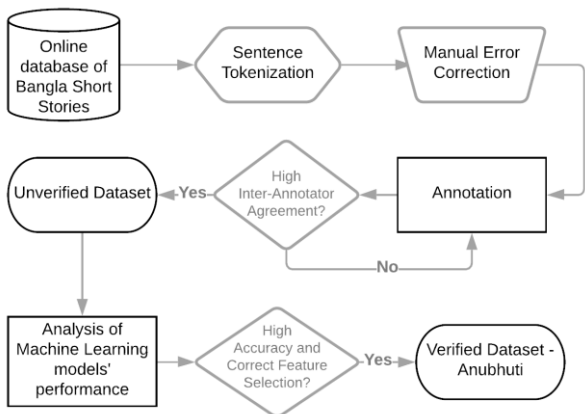 Online
database of
Bangla Short
Stories
Sentence
Tokenization
Manual Error
Correction
Unverified Dataset
Yes
High
Inter-Annotator
Agreement?
Annotation
No
Analysis of
Machine Learning
models'
performance
High
Accuracy and
Correct Feature
Selection?
Yes
Verified Dataset -
Anubhuti